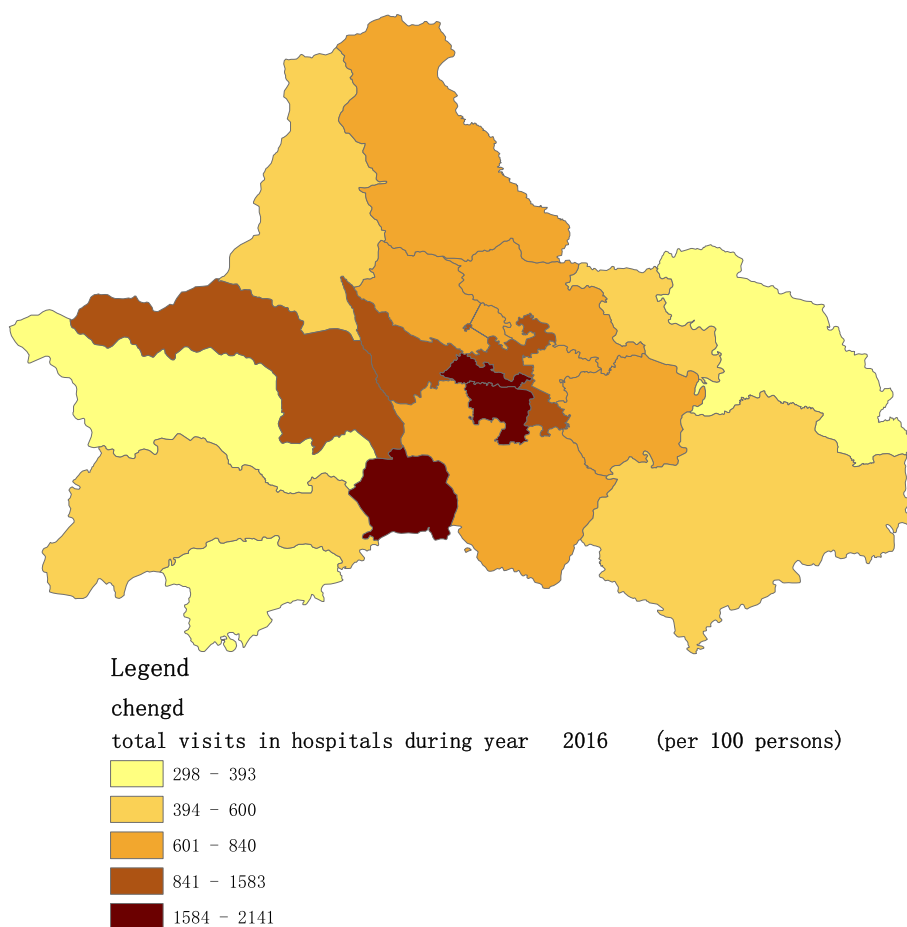 Legend
chengd
total visits in hospitals during year 2016 (per 100 persons)
298 - 393
394 - 600
601 - 840
841 - 1583
1584 - 2141